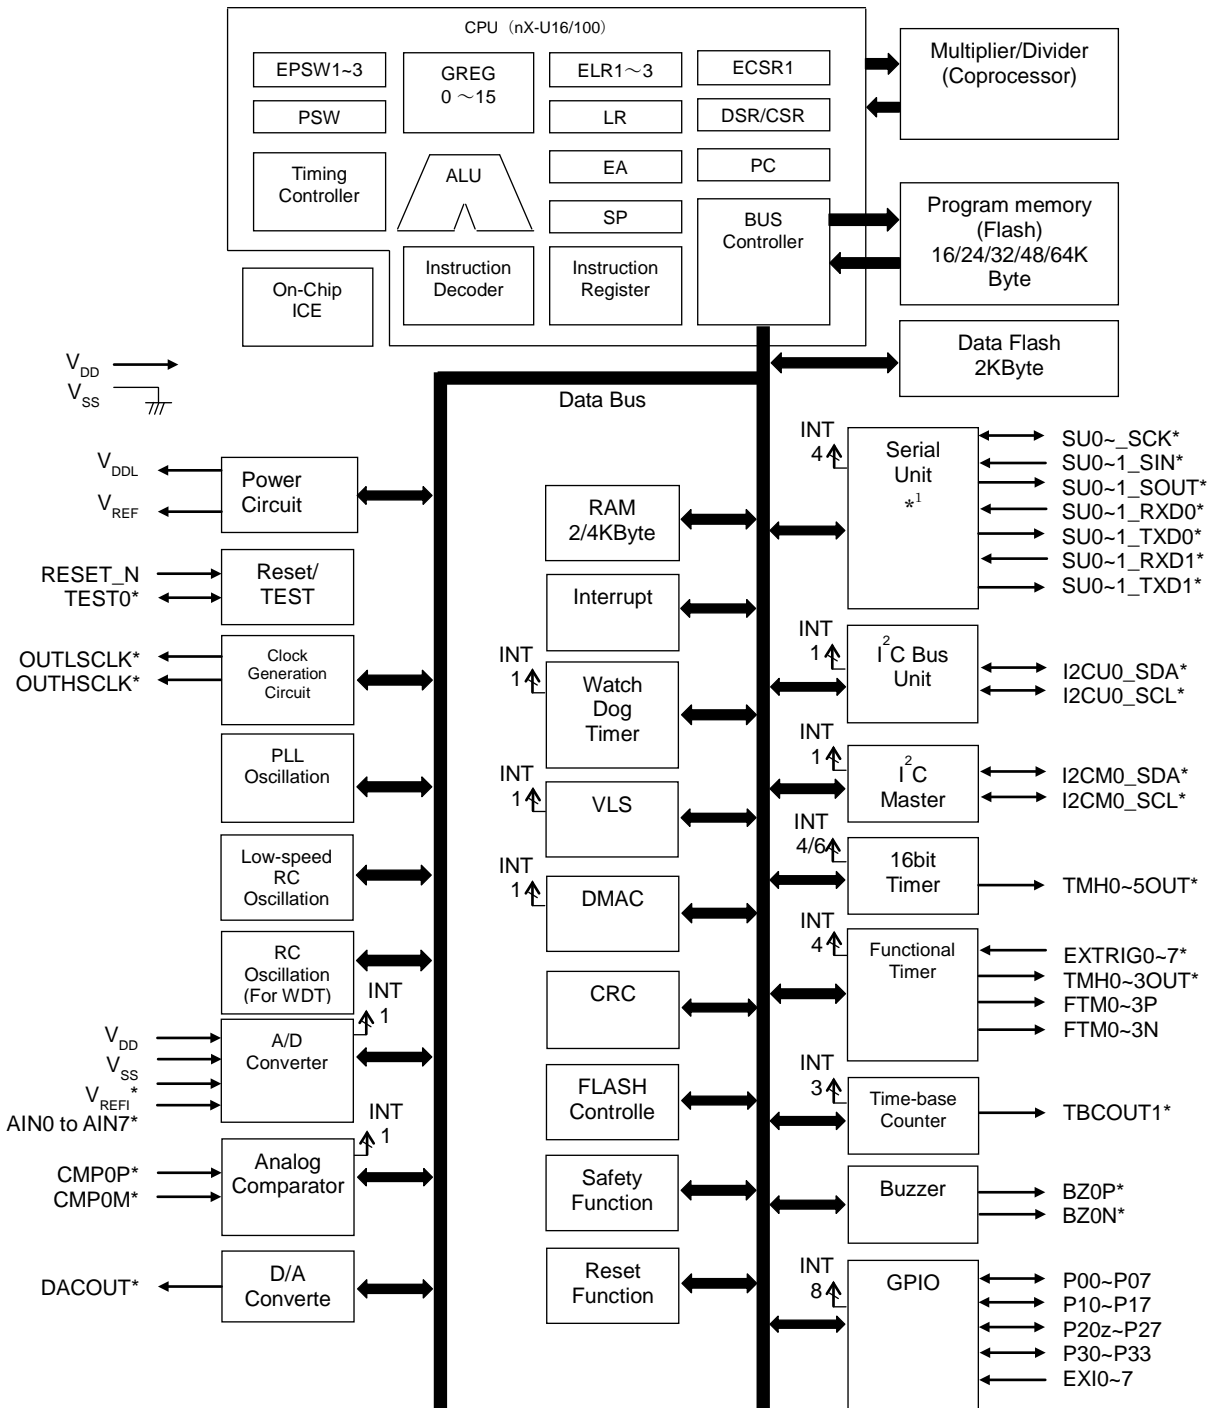 CPU (nX-U16/100)
EPSW1~3
GREG
0 ～15
ELR1～3
ECSR1
PSW
LR
DSR/CSR
Timing
Controller
ALU
EA
PC
SP
BUS
Controller
On-Chip
ICE
Instruction
Decoder
Instruction
Register
Multiplier/Divider
(Coprocessor)
Program memory
(Flash)
16/24/32/48/64K
Byte
Data Flash
2KByte
VDD
VSS
Data Bus
VDDL
VREF
Power
Circuit
RESET_N
TEST0*
Reset/
TEST
OUTLSCLK*
OUTHSCLK*
Clock
Generation
Circuit
PLL
Oscillation
Low-speed
RC
Oscillation
RC
Oscillation
(For WDT)
INT
1
VDD
VSS
*
VREFI
AIN0 to AIN7*
A/D
Converter
INT
1
CMP0P*
CMP0M*
Analog
Comparator
DACOUT*
D/A
Converte
RAM
2/4KByte
Interrupt
INT
1
Watch
Dog
Timer
INT
1
VLS
INT
1
DMAC
CRC
FLASH
Controlle
Safety
Function
Reset
Function
INT
4
Serial
Unit
*1
SU0~_SCK*
SU0~1_SIN*
SU0~1_SOUT*
SU0~1_RXD0*
SU0~1_TXD0*
SU0~1_RXD1*
SU0~1_TXD1*
INT
1
I2C Bus
Unit
I2CU0_SDA*
I2CU0_SCL*
INT
1
I2C
Master
I2CM0_SDA*
I2CM0_SCL*
INT
4/6
16bit
Timer
TMH0~5OUT*
INT
4
Functional
Timer
EXTRIG0~7*
TMH0~3OUT*
FTM0~3P
FTM0~3N
INT
3
Time-base
Counter
TBCOUT1*
Buzzer
BZ0P*
BZ0N*
INT
8
GPIO
P00~P07
P10~P17
P20z~P27
P30~P33
EXI0~7